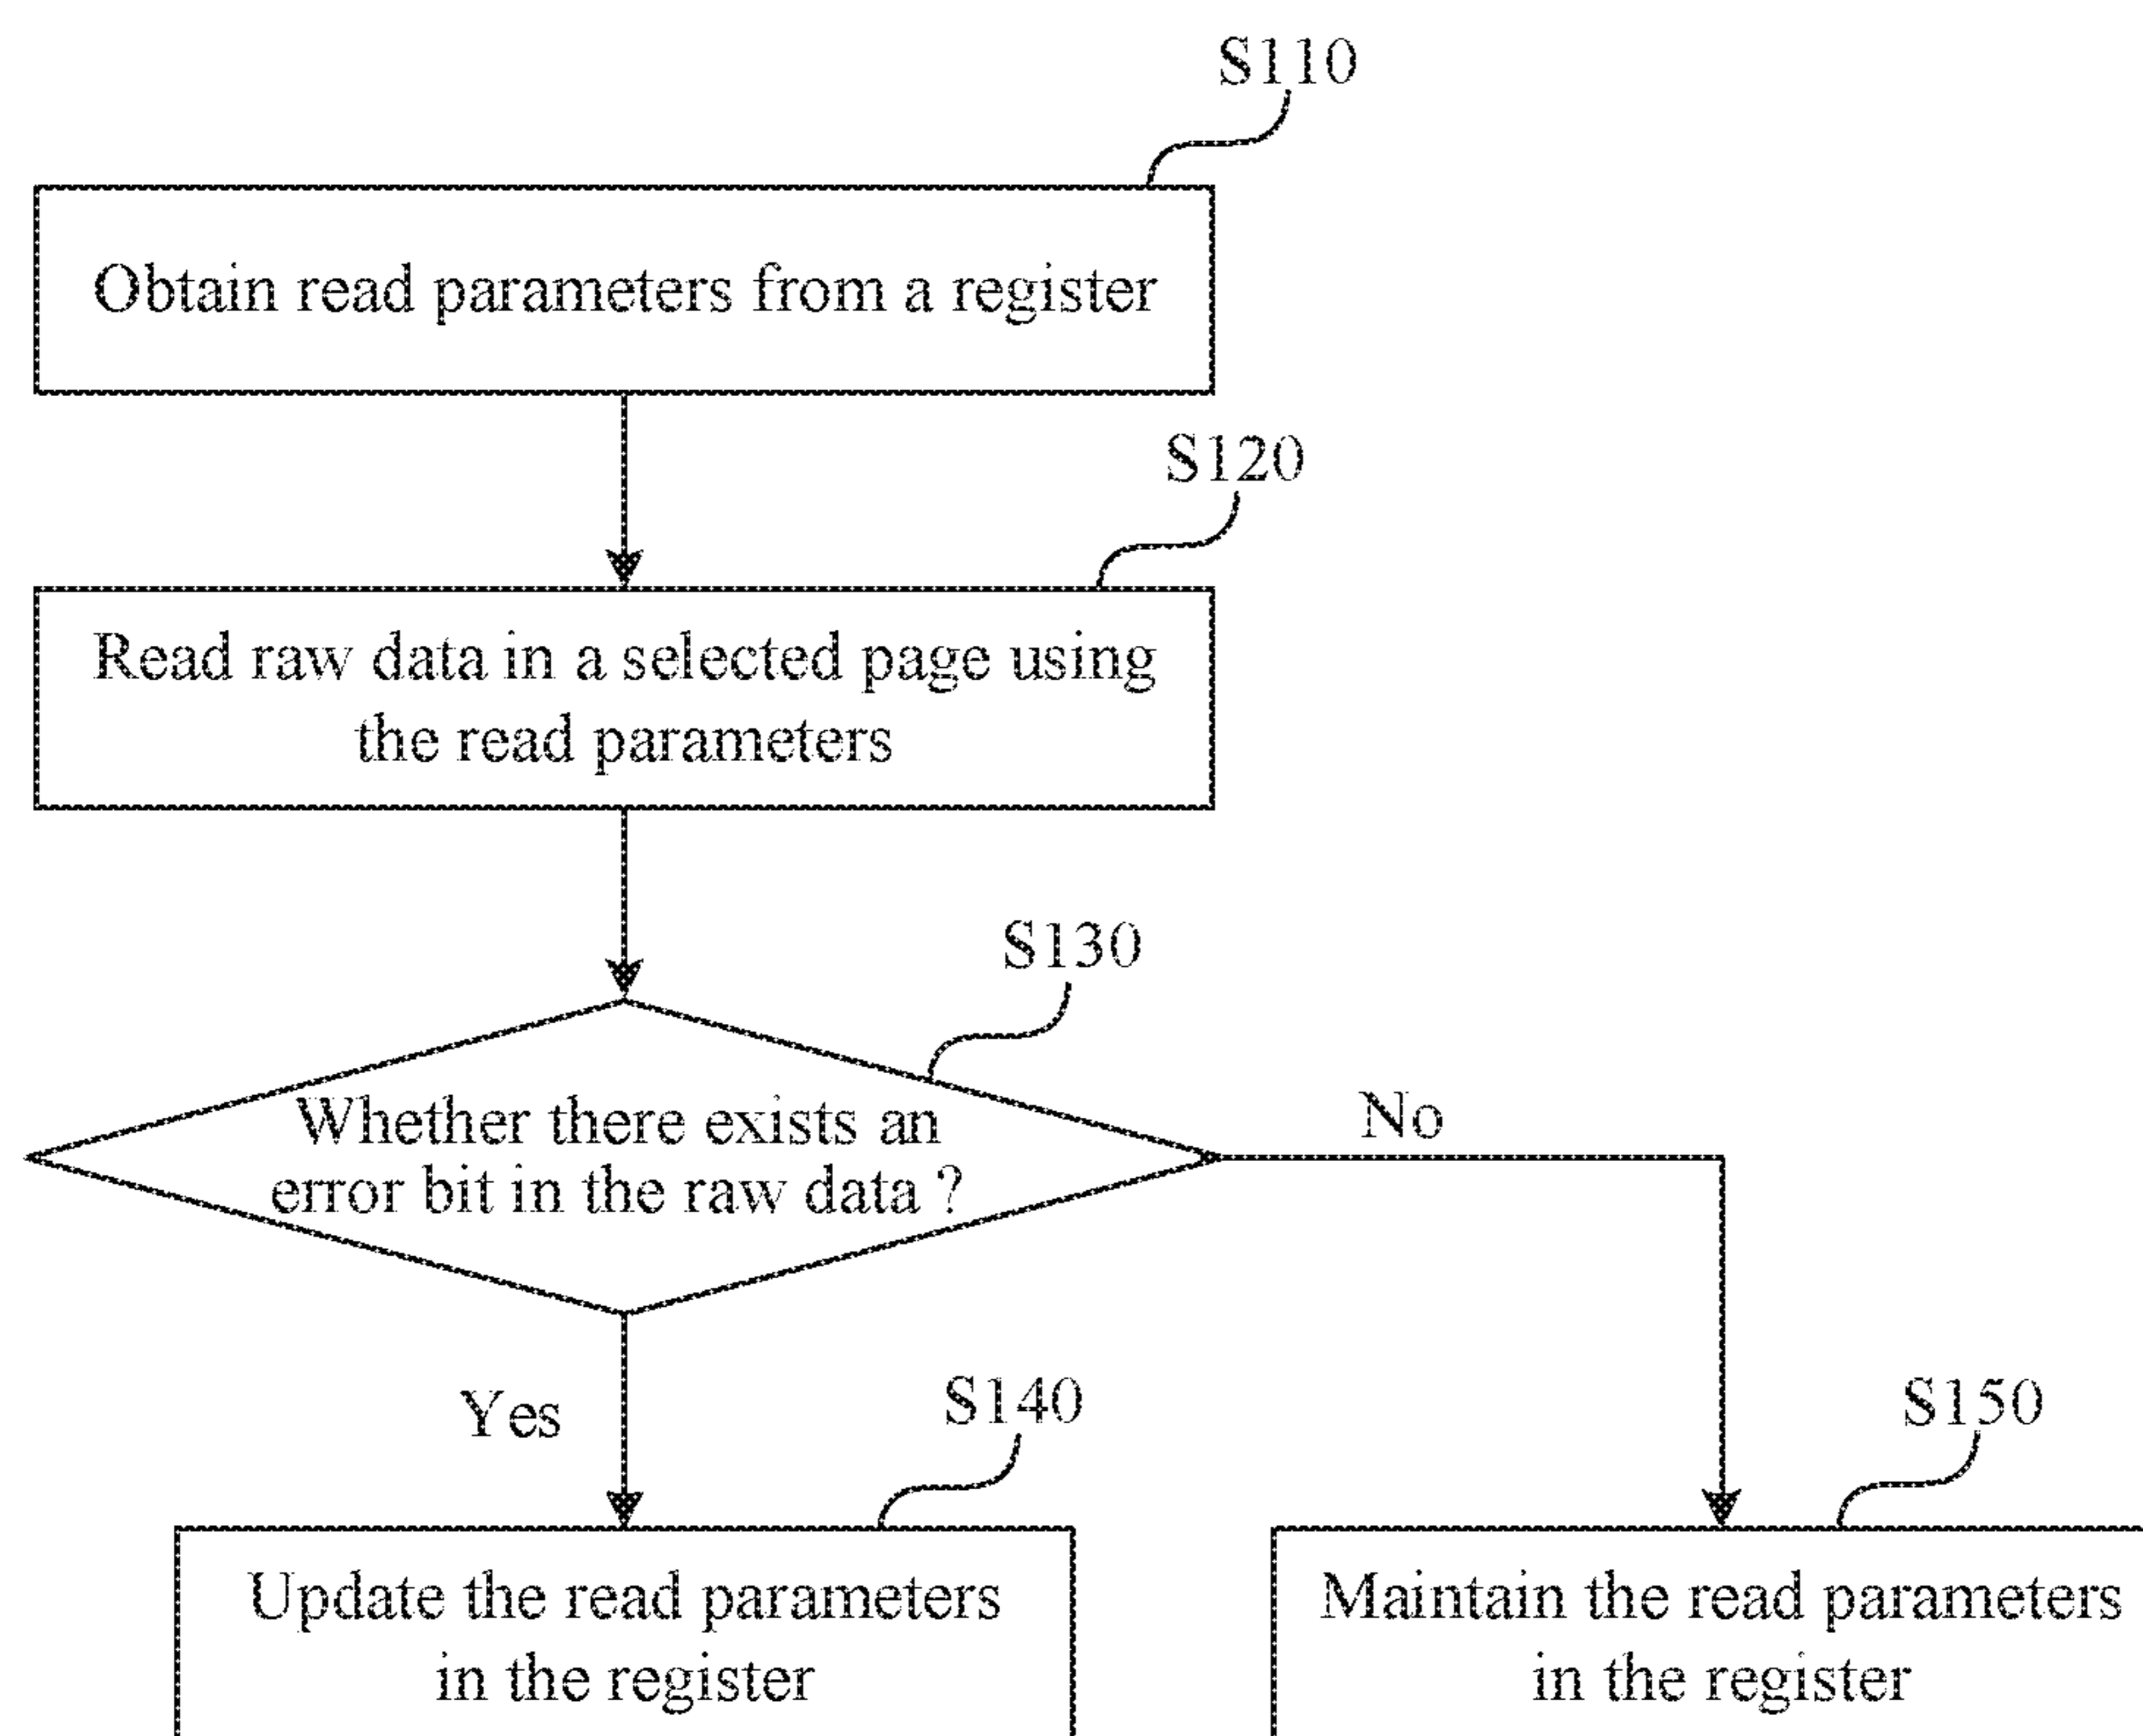 S110
Obtain read parameters from a register
S120
Read raw data in a selected page using
the read parameters
S130
Whether there exists an
error bit in the raw data ?
No
Yes
S140
S150
Update the read parameters
in the register
Maintain the read parameters
in the register